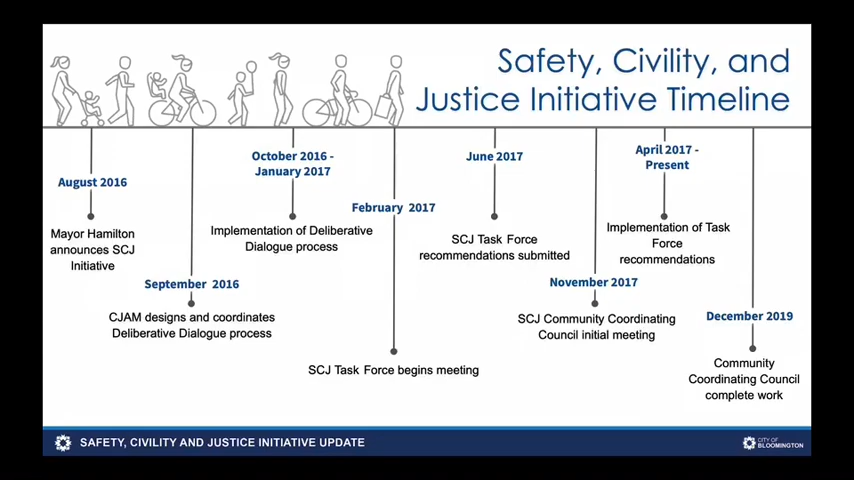 Safety, Civility, and
Justice Initiative Timeline
August 2016
Mayor Hamilton
announces SCJ
Initiative
September 2016
CJAM designs and coordinates
Deliberative Dialogue process
October 2016 -
January 2017
Implementation of Deliberative
Dialogue process
February 2017
SCJ Task Force begins meeting
June 2017
SCJ Task Force
recommendations submitted
November 2017
SCJ Community Coordinating
Council initial meeting
April 2017 -
Present
Implementation of Task
Force
recommendations
December 2019
Community
Coordinating Council
complete work
SAFETY, CIVILITY AND JUSTICE INITIATIVE UPDATE
CITY OF
BLOOMINGTON